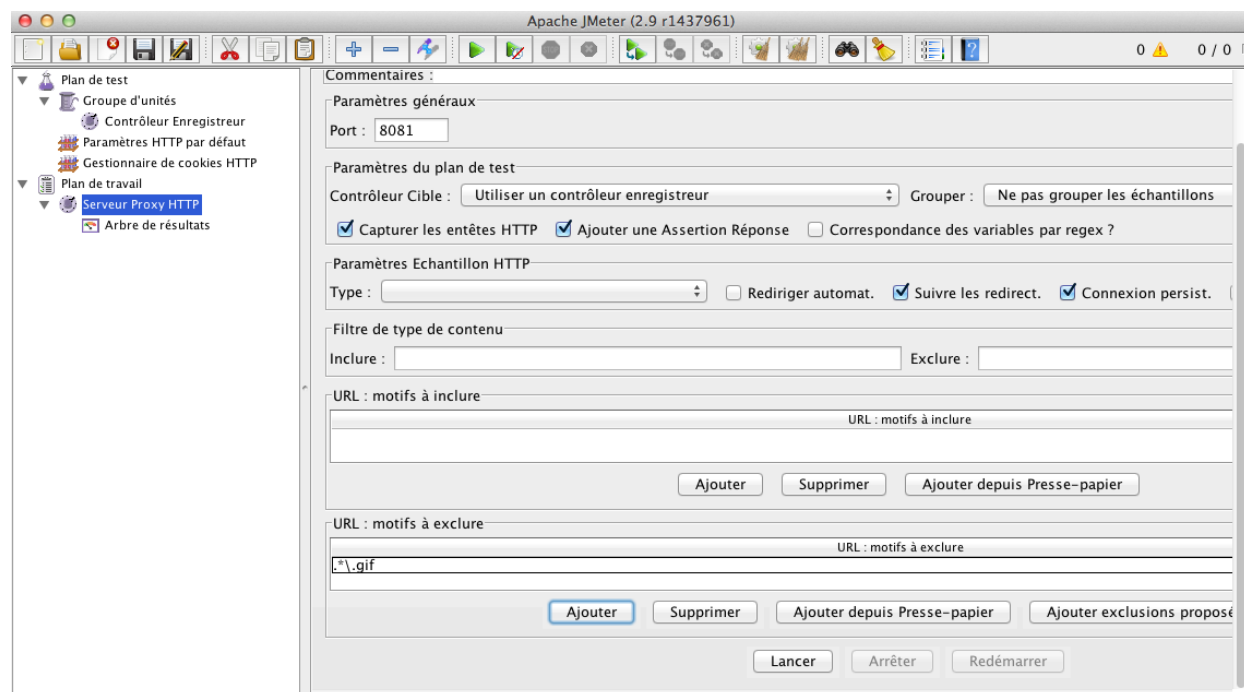 Apache JMeter (2.9 r1437961)
0 0 / 0
Plan de test
Groupe d'unités
Contrôleur Enregistreur
Paramètres HTTP par défaut
Gestionnaire de cookies HTTP
Plan de travail
Serveur Proxy HTTP
Arbre de résultats
Commentaires :
Paramètres généraux
Port : 8081
Paramètres du plan de test
Contrôleur Cible : Utiliser un contrôleur enregistreur Grouper : Ne pas grouper les échantillons
Capturer les entêtes HTTP Ajouter une Assertion Réponse Correspondance des variables par regex ?
Paramètres Echantillon HTTP
Type : Rediriger automat. Suivre les redirect. Connexion persist.
Filtre de type de contenu
Inclure : Exclure :
URL : motifs à inclure
URL : motifs à inclure
Ajouter Supprimer Ajouter depuis Presse-papier
URL : motifs à exclure
URL : motifs à exclure
.*\.gif
Ajouter Supprimer Ajouter depuis Presse-papier Ajouter exclusions proposé
Lancer Arrêter Redémarrer